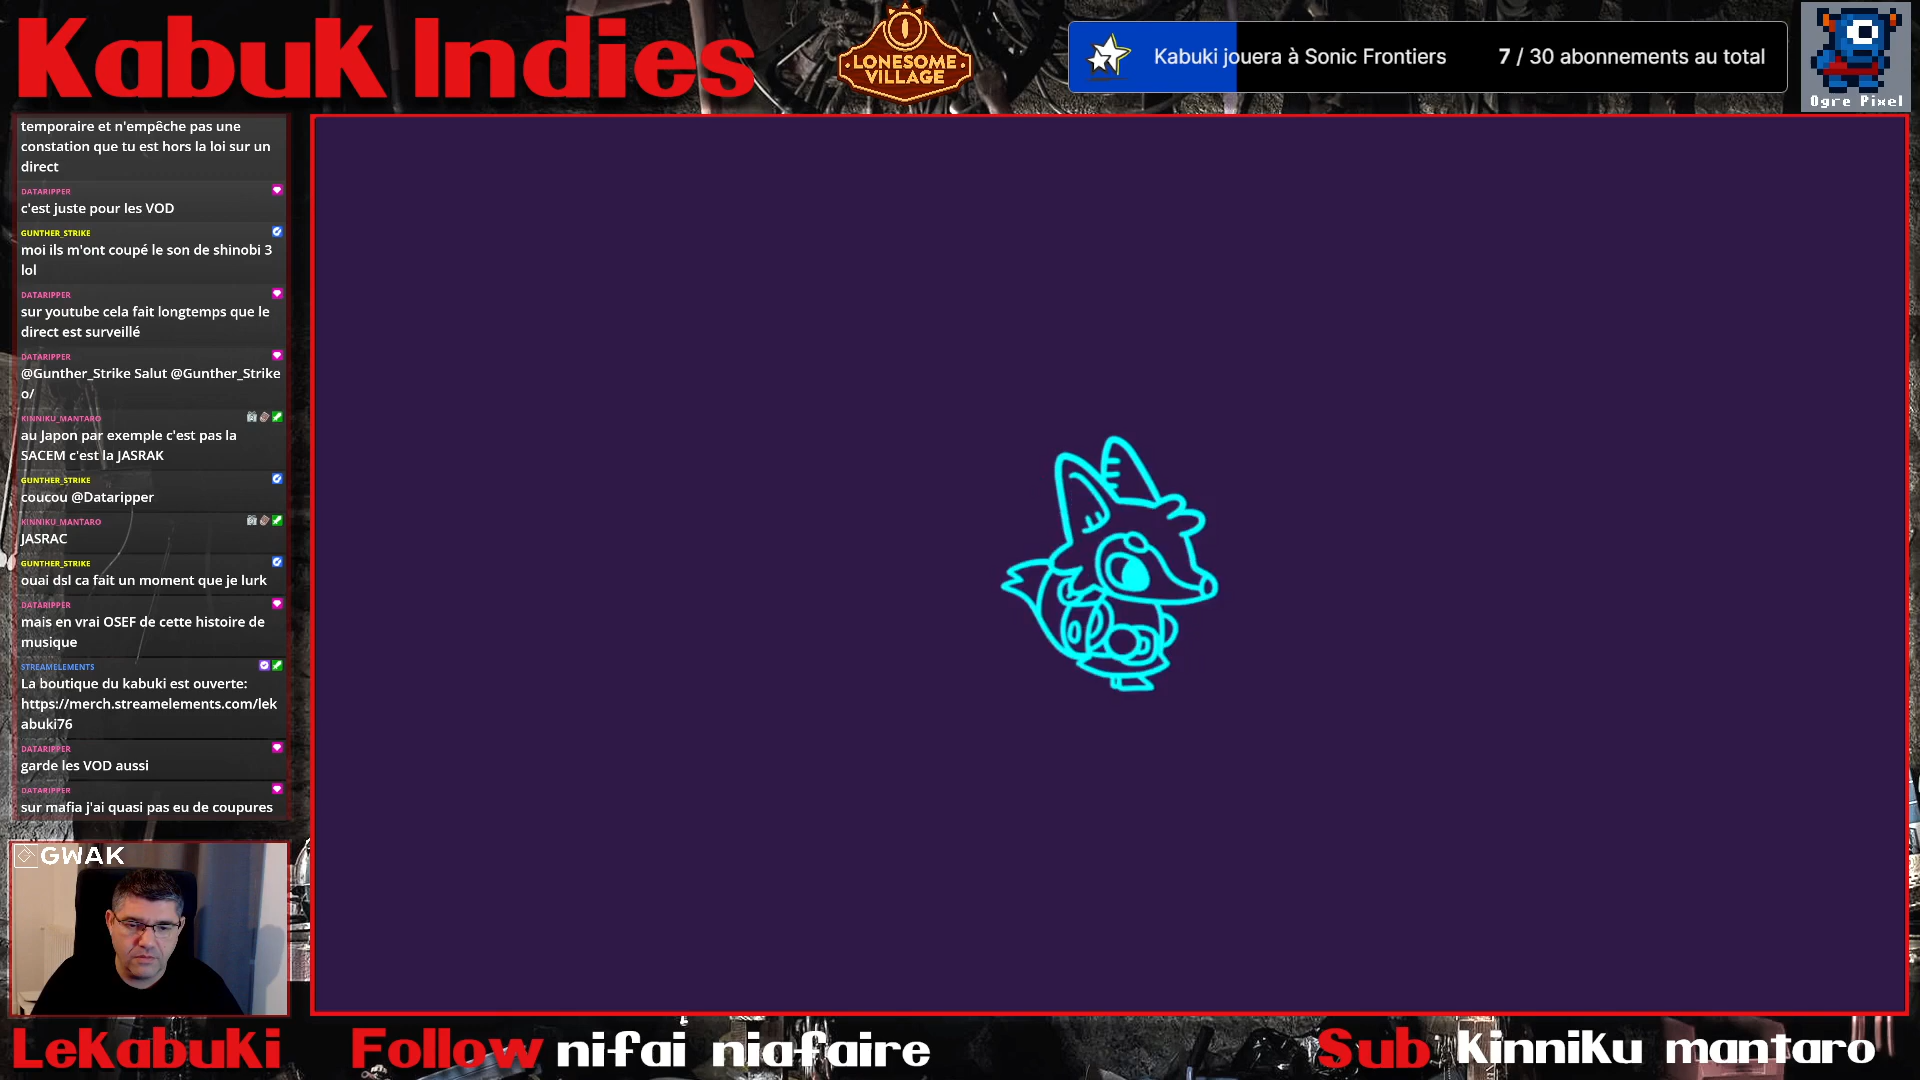 KabuK Indies
LONESOME
VILLAGE
Kabuki jouera à Sonic Frontiers 7 / 30 abonnements au total
Ogre Pixel
temporaire et n'empêche pas une
constation que tu est hors la loi sur un
direct
DATARIPPER
c'est juste pour les VOD
GUNTHER_STRIKE
moi ils m'ont coupé le son de shinobi 3
lol
DATARIPPER
sur youtube cela fait longtemps que le
direct est surveillé
DATARIPPER
@Gunther_Strike Salut @Gunther_Strike
o/
KINNIKU_MANTARO
au Japon par exemple c'est pas la
SACEM c'est la JASRAK
GUNTHER_STRIKE
coucou @Dataripper
KINNIKU_MANTARO
JASRAC
GUNTHER_STRIKE
ouai dsl ca fait un moment que je lurk
DATARIPPER
mais en vrai OSEF de cette histoire de
musique
STREAMELEMENTS
La boutique du kabuki est ouverte:
https://merch.streamelements.com/lek
abuki76
DATARIPPER
garde les VOD aussi
DATARIPPER
sur mafia j'ai quasi pas eu de coupures
GWAK
LeKabuki
Follow nifai niafaire
Sub Kinniku mantaro